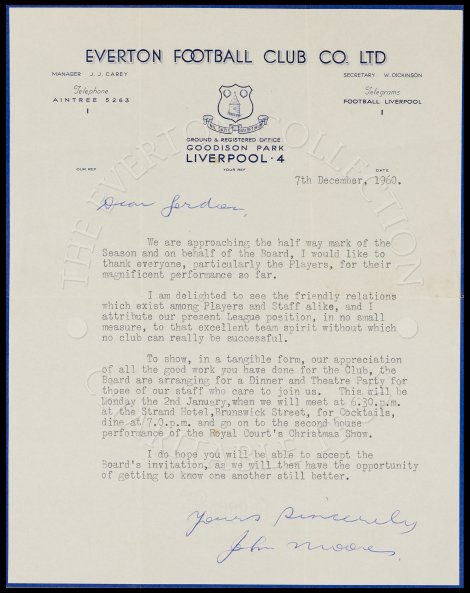 EVERTON FOOTBALL CLUB CO. LTD
MANAGER J. J. CAREY
SECRETARY W. DICKINSON
Telephone
AINTREE 5263
Telegrams
FOOTBALL LIVERPOOL
GROUND & REGISTERED OFFICE
GOODISON PARK
LIVERPOOL · 4
OUR REF
YOUR REF
DATE
7th December, 1960.
Dear Gordon,
We are approaching the half way mark of the
Season and on behalf of the Board, I would like to
thank everyone, particularly the Players, for their
magnificent performance so far.
I am delighted to see the friendly relations
which exist among Players and Staff alike, and I
attribute our present League position, in no small
measure, to that excellent team spirit without which
no club can really be successful.
To show, in a tangible form, our appreciation
of all the good work you have done for the Club, the
Board are arranging for a Dinner and Theatre Party for
those of our staff who care to join us. This will be
Monday the 2nd January,when we will meet at 6.30.p.m.
at the Strand Hotel,Brunswick Street, for Cocktails,
dine at 7.0.p.m. and go on to the second house
performance of the Royal Court's Christmas Show.
I do hope you will be able to accept the
Board's invitation, as we will then have the opportunity
of getting to know one another still better.
Yours Sincerely
John Moores.
THE EVERTON COLLECTION